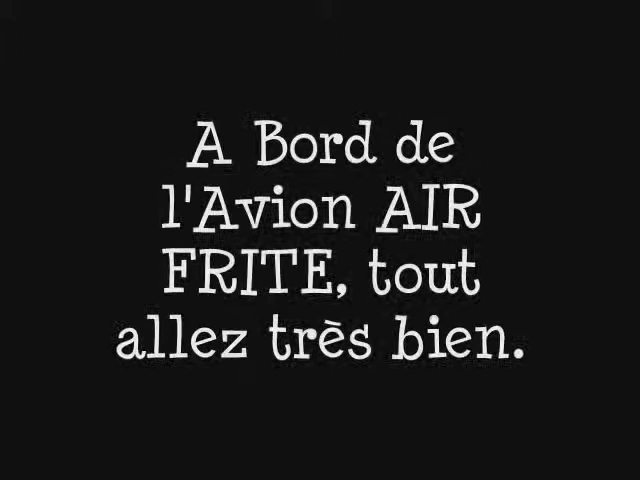 A Bord de
l'Avion AIR
FRITE, tout
allez très bien.